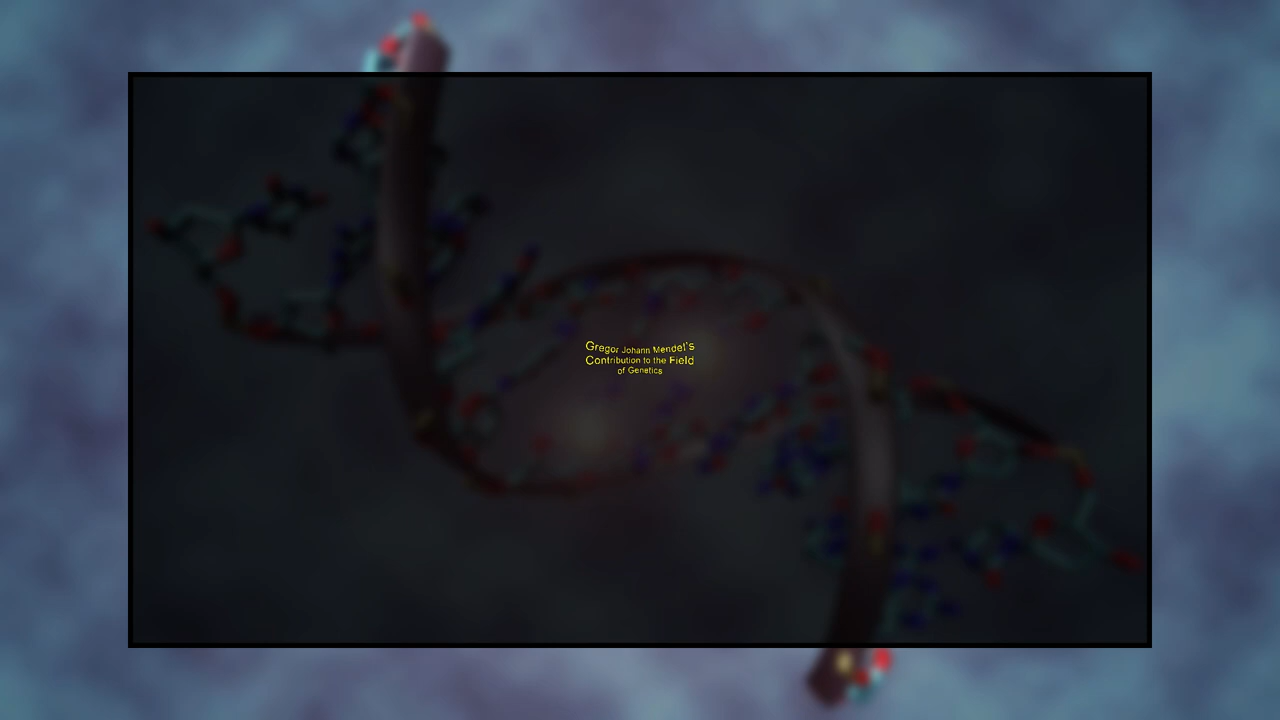 Gregor Johann Mendel's
Contribution to the Field
of Genetics